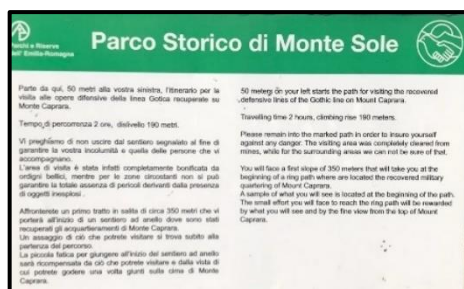 Parchi e Riserve
dell'Emilia-Romagna
Parco Storico di Monte Sole
Parte da qui, 50 metri alla vostra sinistra, l'itinerario per la
visita alle opere difensive della linea Gotica recuperate su
Monte Caprara.
Tempo di percorrenza 2 ore, dislivello 190 metri.
Vi preghiamo di non uscire dal sentiero segnalato al fine di
garantire la vostra incolumità e quella delle persone che vi
accompagnano.
L'area di visita è stata infatti completamente bonificata da
ordigni bellici, mentre per le zone circostanti non si può
garantire la totale assenza di pericoli derivanti dalla presenza
di oggetti inesplosi.
Affronterete un primo tratto in salita di circa 350 metri che vi
porterà all'inizio di un sentiero ad anello dove sono stati
recuperati gli acquartieramenti di Monte Caprara.
Un assaggio di ciò che potrete visitare si trova subito alla
partenza del percorso.
La piccola fatica per giungere all'inizio del sentiero ad anello
sarà ricompensata da ciò che potrete visitare e dalla vista di
cui potrete godere una volta giunti sulla cima di Monte
Caprara.
50 meters on your left starts the path for visiting the recovered
defensive lines of the Gothic line on Mount Caprara.
Travelling time 2 hours, climbing rise 190 meters.
Please remain into the marked path in order to insure yourself
against any danger. The visiting area was completely cleared from
mines, while for the surrounding areas we can not be sure of that.
You will face a first slope of 350 meters that will take you at the
beginning of a ring path where are located the recovered military
quartering of Mount Caprara.
A sample of what you will see is located at the beginning of the path.
The small effort you will face to reach the ring path will be rewarded
by what you will see and by the fine view from the top of Mount
Caprara.